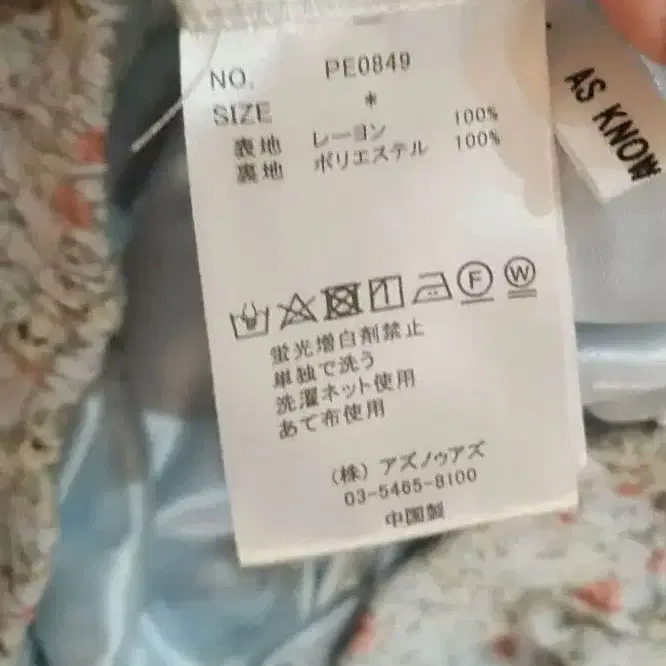 NO. PE0849
SIZE *
表地 レーヨン 100%
裏地 ポリエステル 100%
F W
蛍光増白剤禁止
単独で洗う
洗濯ネット使用
あて布使用
(株) アズノゥアズ
03-5465-8100
中国製
AS KNOW